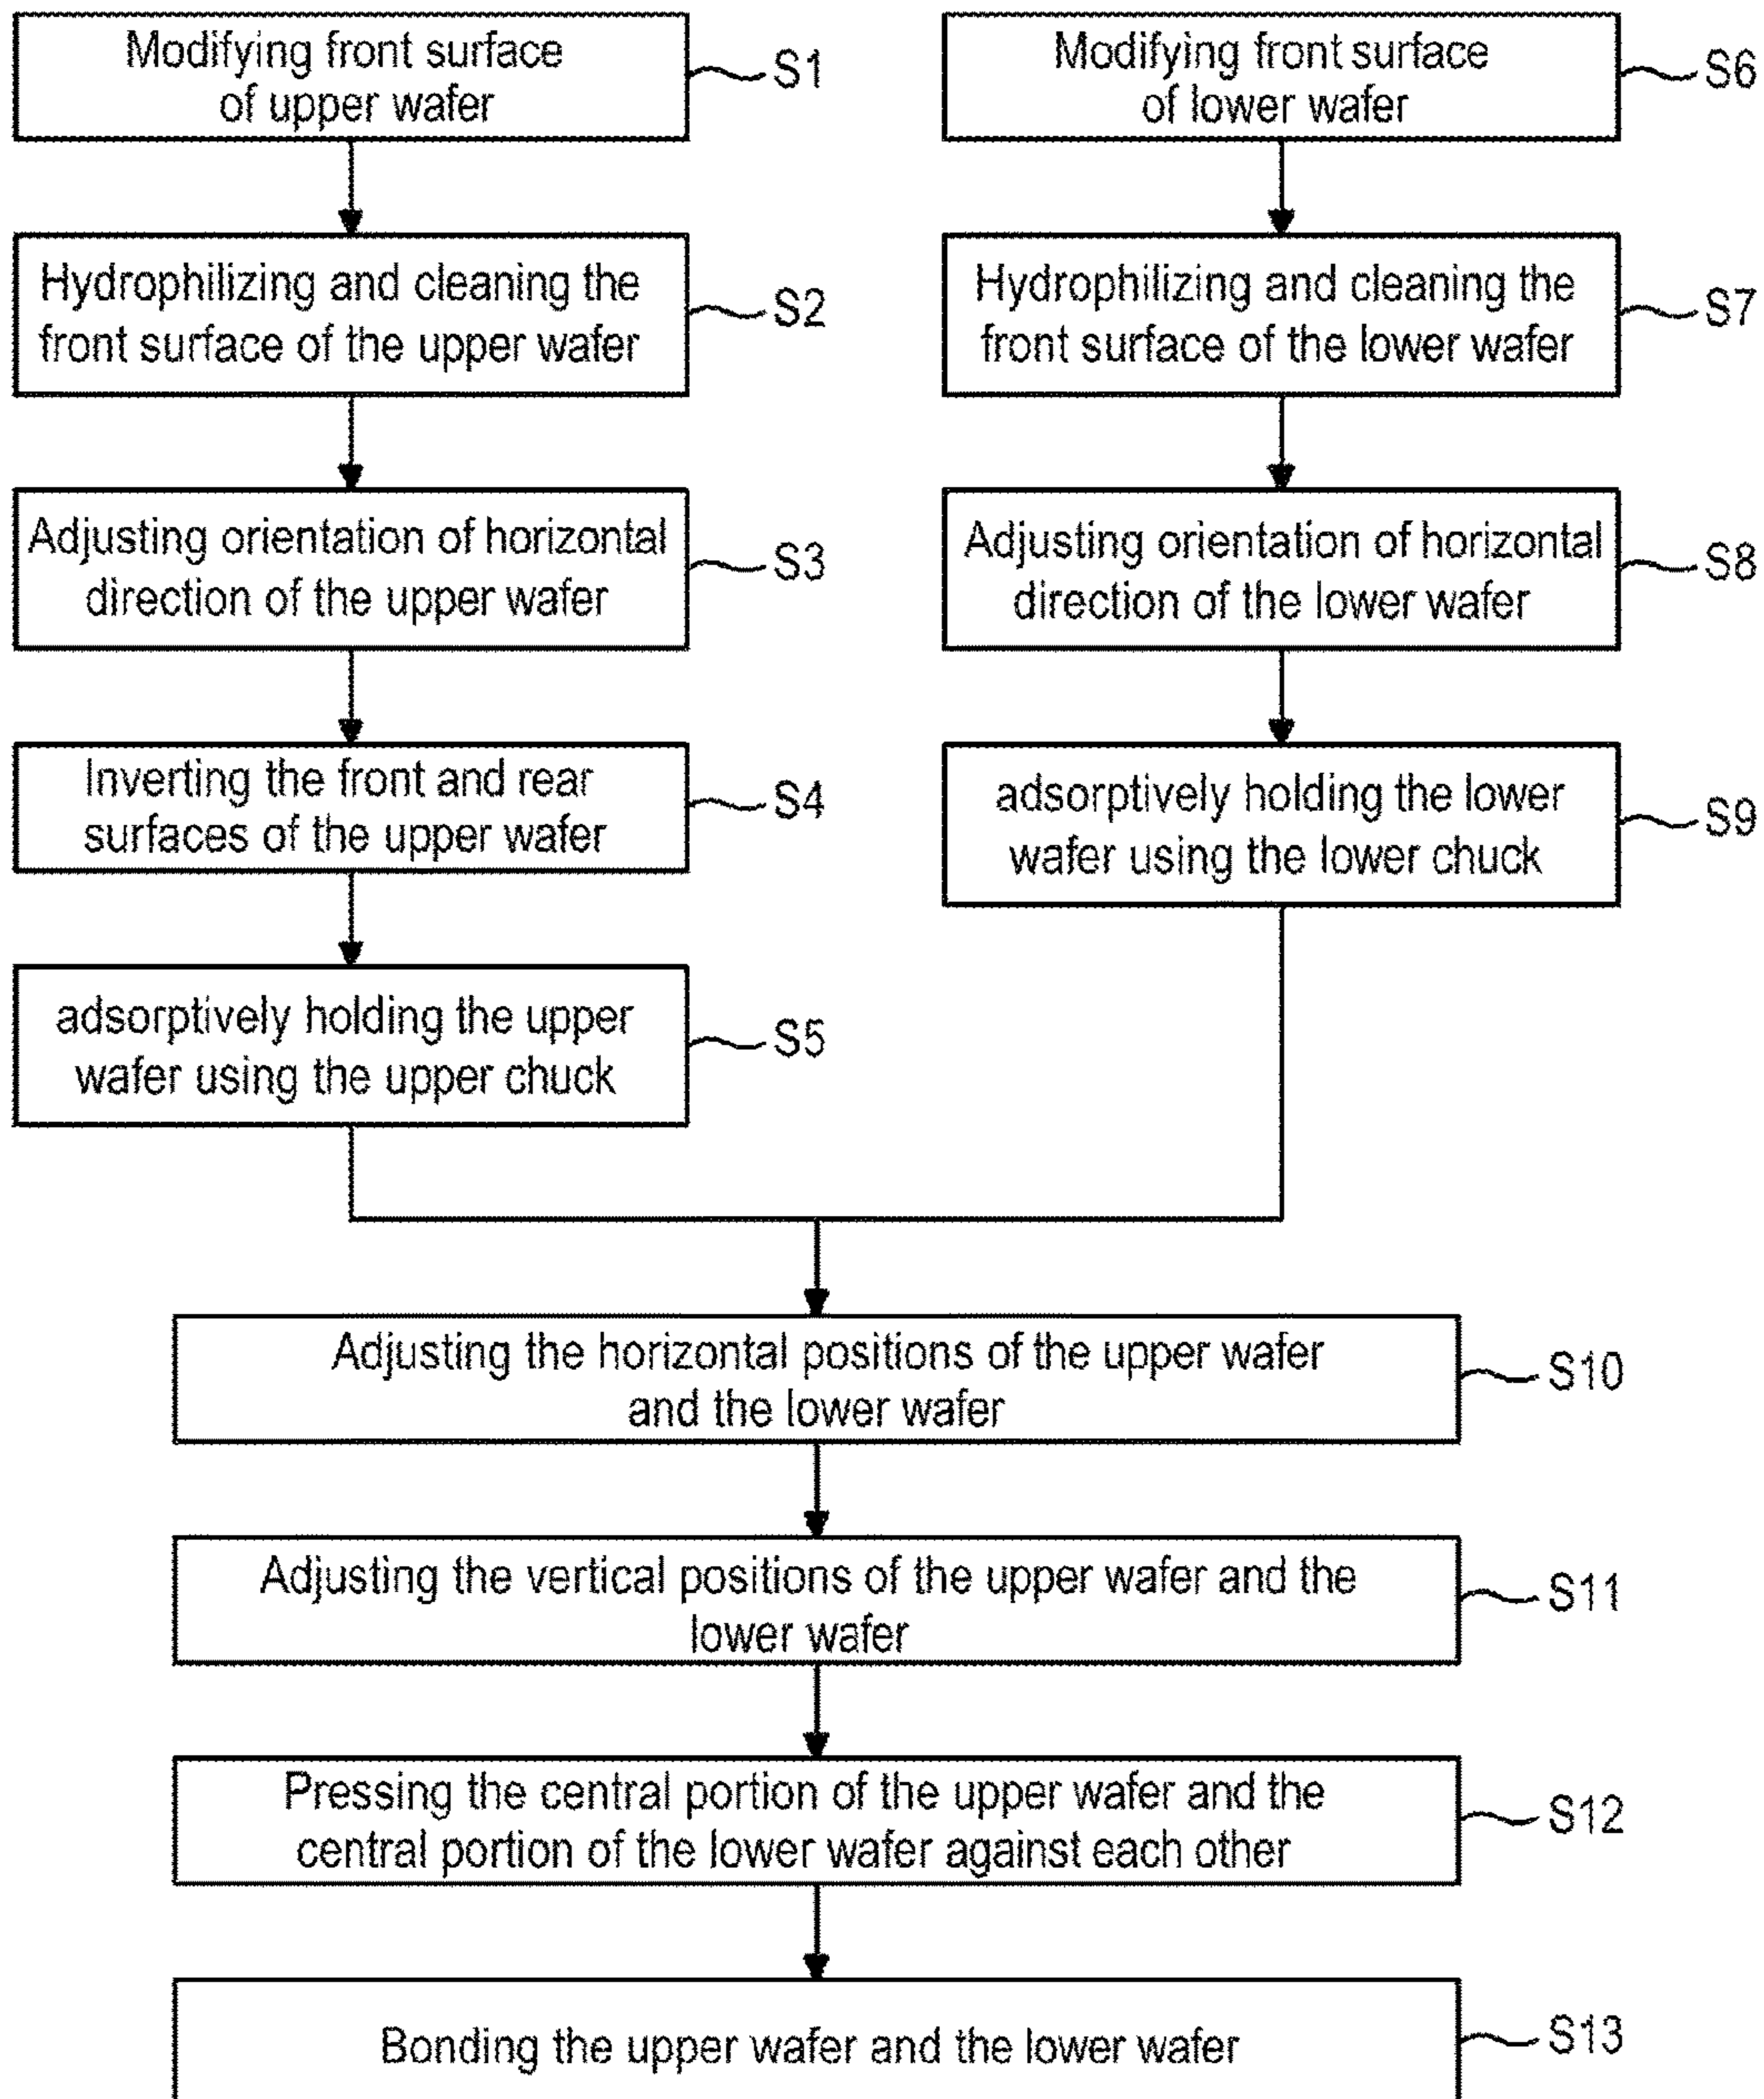 Modifying front surface
of upper wafer
S1
Hydrophilizing and cleaning the
front surface of the upper wafer
S2
Adjusting orientation of horizontal
direction of the upper wafer
S3
Inverting the front and rear
surfaces of the upper wafer
S4
adsorptively holding the upper
wafer using the upper chuck
S5
Modifying front surface
of lower wafer
S6
Hydrophilizing and cleaning the
front surface of the lower wafer
S7
Adjusting orientation of horizontal
direction of the lower wafer
S8
adsorptively holding the lower
wafer using the lower chuck
S9
Adjusting the horizontal positions of the upper wafer
and the lower wafer
S10
Adjusting the vertical positions of the upper wafer and the
lower wafer
S11
Pressing the central portion of the upper wafer and the
central portion of the lower wafer against each other
S12
Bonding the upper wafer and the lower wafer
S13